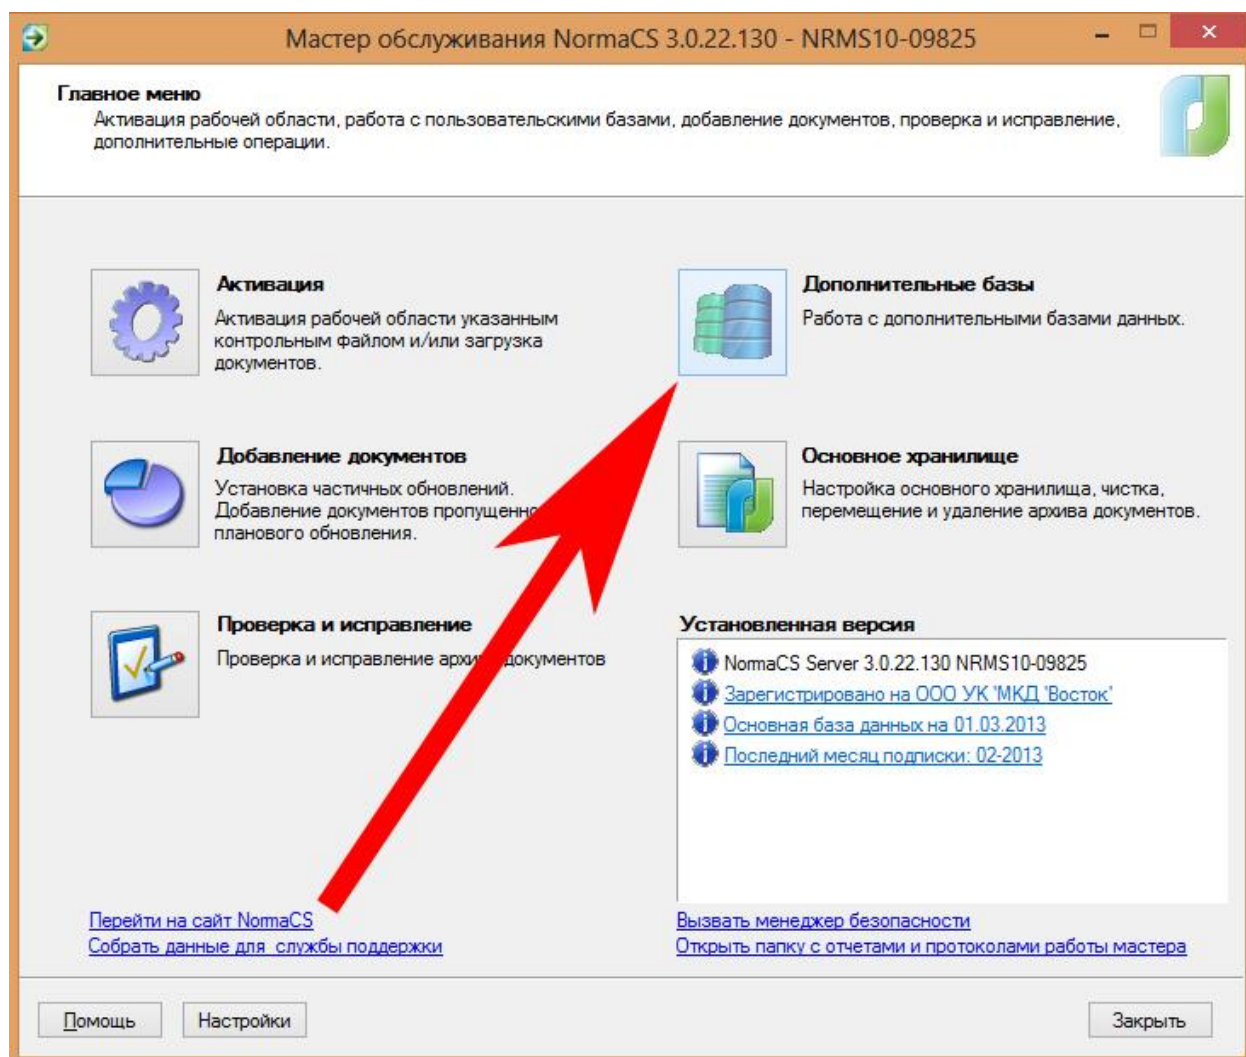 Мастер обслуживания NormaCS 3.0.22.130 - NRMS10-09825
Главное меню
Активация рабочей области, работа с пользовательскими базами, добавление документов, проверка и исправление,
дополнительные операции.
Активация
Активация рабочей области указанным
контрольным файлом и/или загрузка
документов.
Дополнительные базы
Работа с дополнительными базами данных.
Добавление документов
Установка частичных обновлений.
Добавление документов
планового обновления.
Основное хранилище
Настройка основного хранилища, чистка,
перемещение и удаление архива документов.
Проверка и исправление
Проверка и исправление документов
Установленная версия
NormaCS Server 3.0.22.130 NRMS10-09825
Зарегистрировано на ООО УК 'МКД 'Восток'
Основная база данных на 01.03.2013
Последний месяц подписки: 02-2013
Перейти на сайт NormaCS
Собрать данные для службы поддержки
Вызвать менеджер безопасности
Открыть папку с отчетами и протоколами работы мастера
Помощь
Настройки
Закрыть